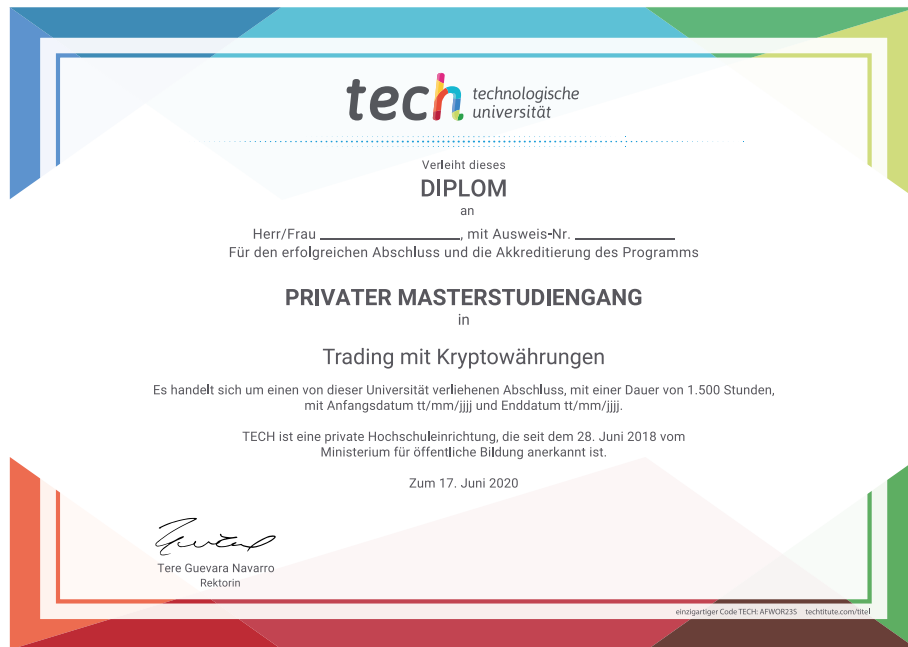 tech technologische
universität
Verleiht dieses
DIPLOM
an
Herr/Frau ____________________, mit Ausweis-Nr. ______________
Für den erfolgreichen Abschluss und die Akkreditierung des Programms
PRIVATER MASTERSTUDIENGANG
in
Trading mit Kryptowährungen
Es handelt sich um einen von dieser Universität verliehenen Abschluss, mit einer Dauer von 1.500 Stunden,
mit Anfangsdatum tt/mm/jjjj und Enddatum tt/mm/jjjj.
TECH ist eine private Hochschuleinrichtung, die seit dem 28. Juni 2018 vom
Ministerium für öffentliche Bildung anerkannt ist.
Zum 17. Juni 2020
Tere Guevara Navarro
Rektorin
einzigartiger Code TECH: AFWOR23S techtitute.com/titel